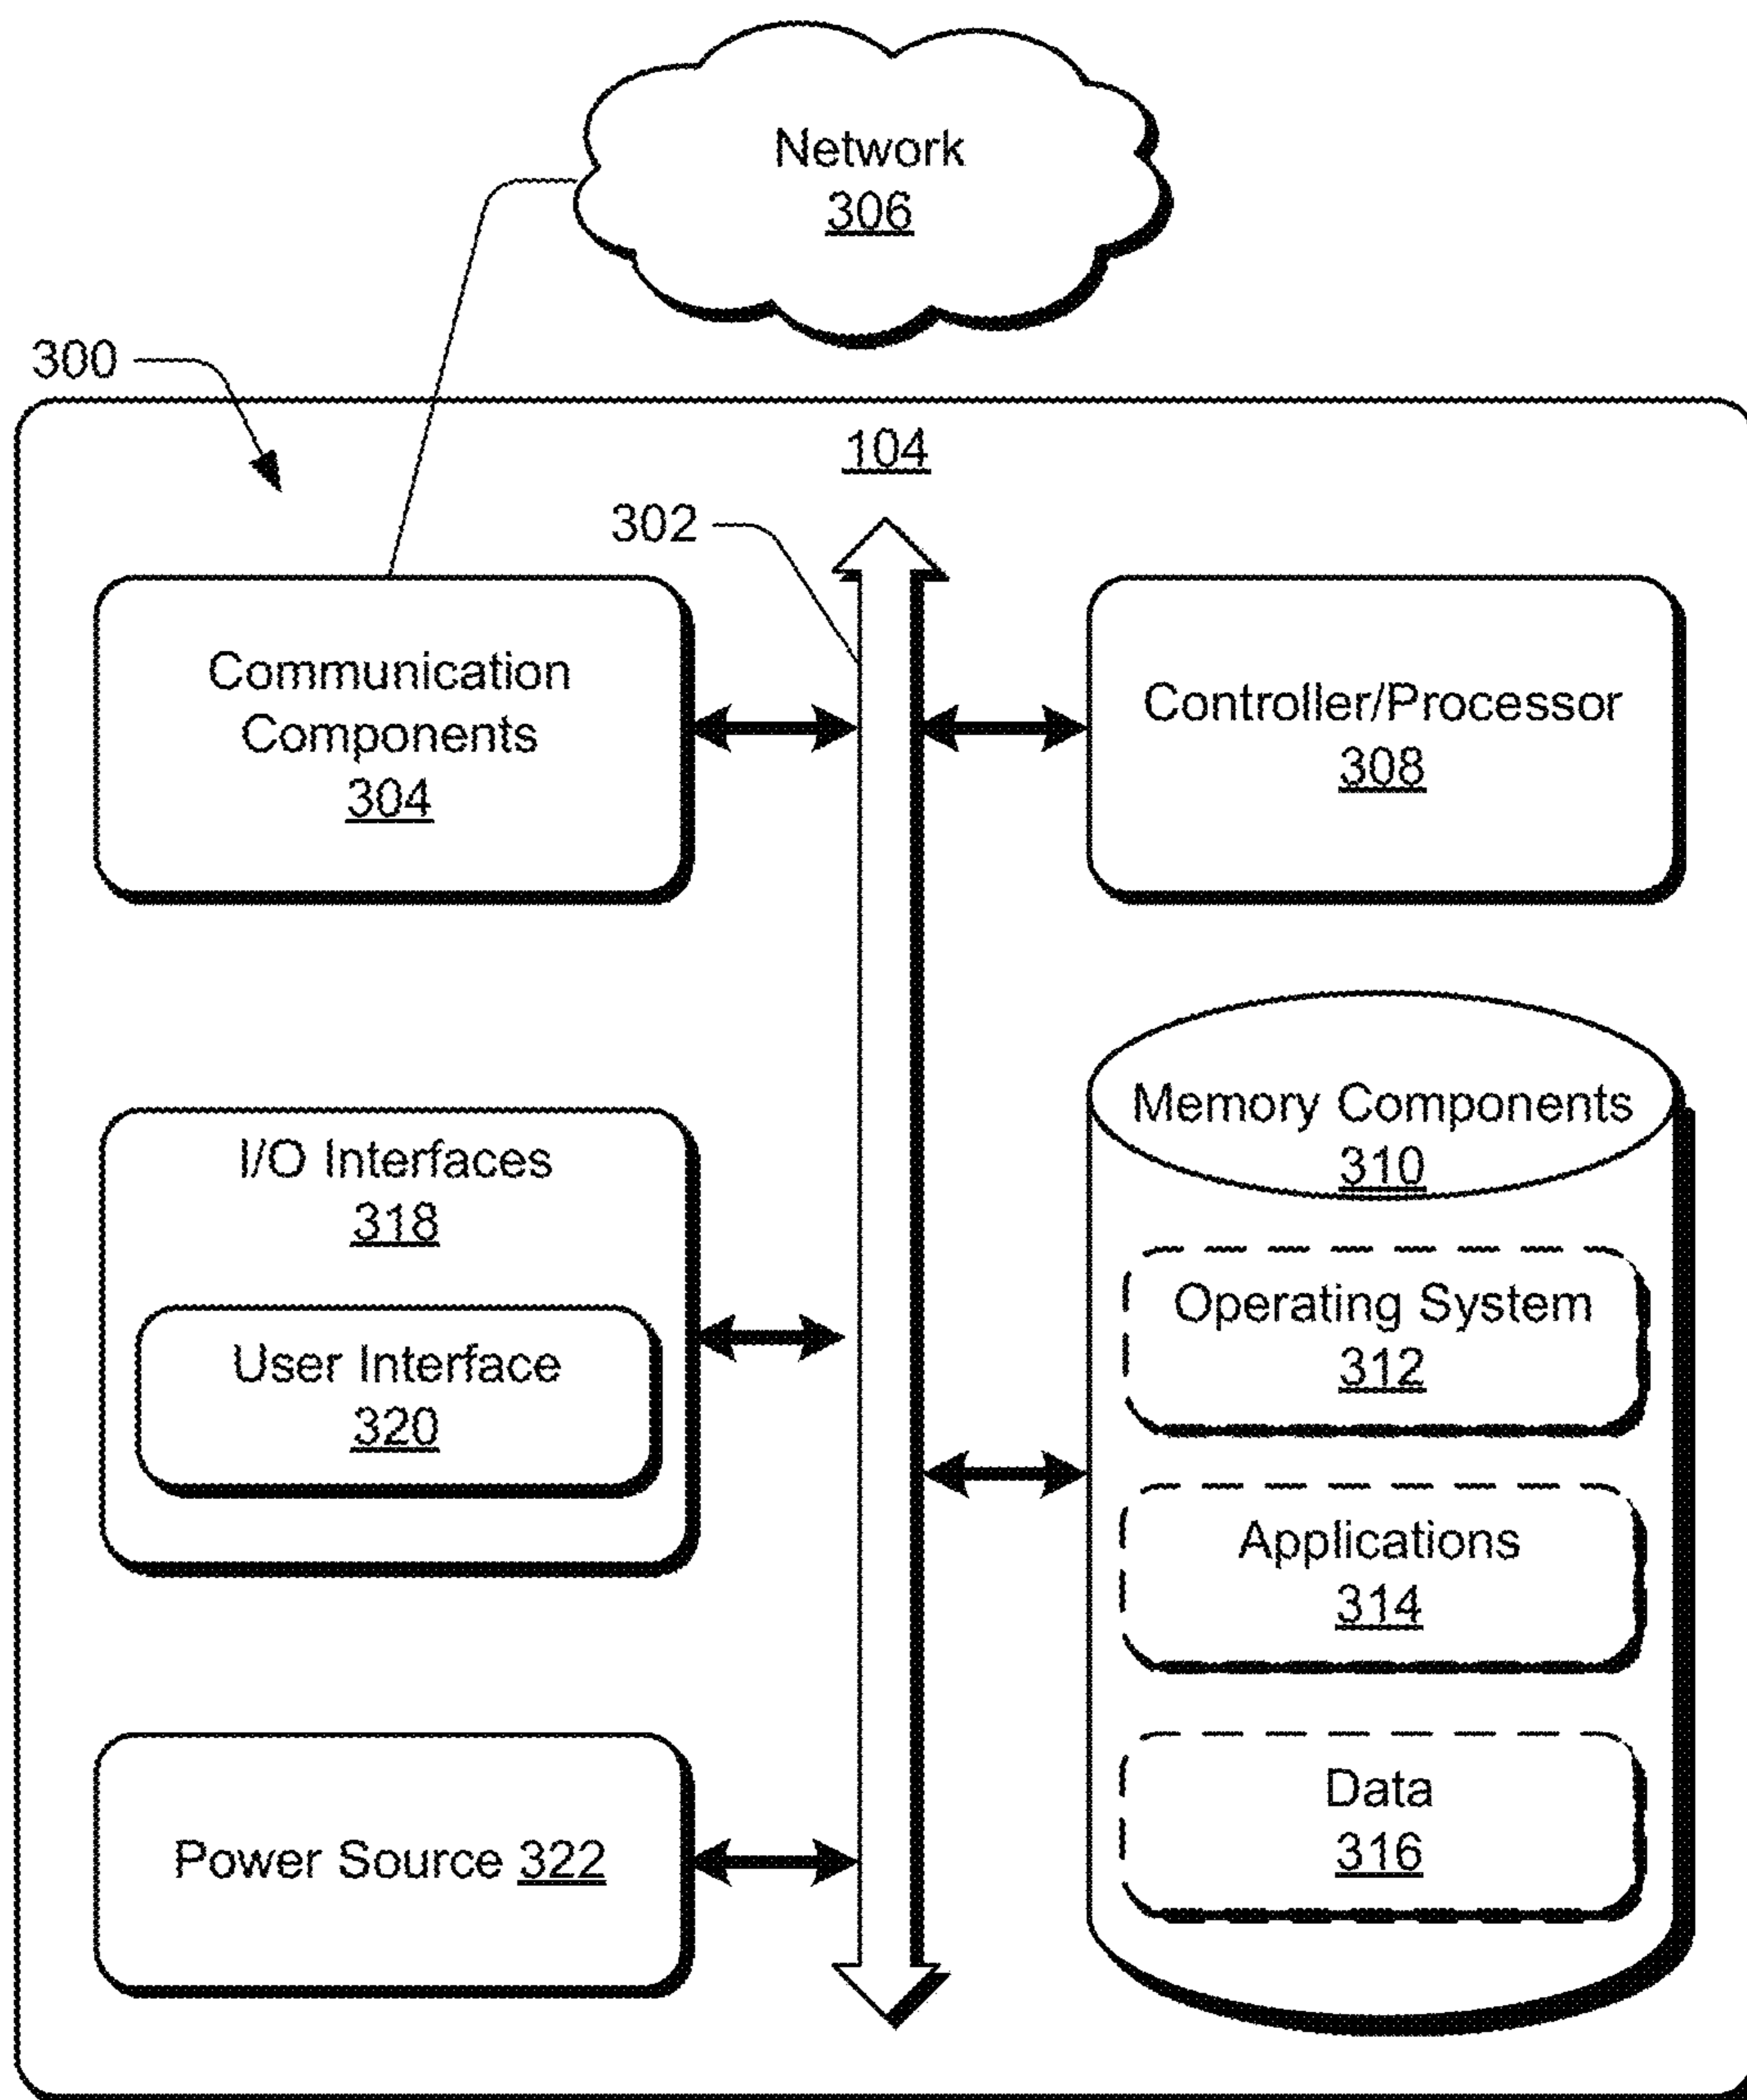 Network
306
300
104
302
Communication
Components
304
Controller/Processor
308
I/O Interfaces
318
User Interface
320
Memory Components
310
Operating System
312
Applications
314
Data
316
Power Source 322